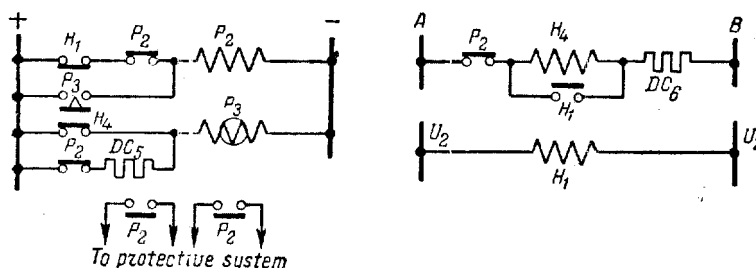 + − A B
H₁ P₂ P₂
P₃
H₄ P₃
P₂ DC₅
P₂ P₂
To protective system
P₂ H₄
H₁ DC₆
U₂ U₂
H₁